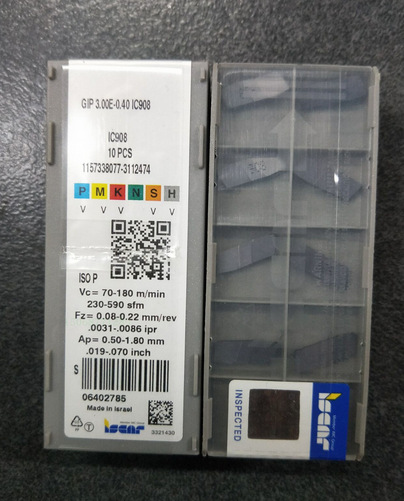 GIP 3.00E-0.40 IC908
IC908
10 PCS
1157338077-3112474
P M K N S H
V V V V V
ISO P
Vc= 70-180 m/min
230-590 sfm
Fz= 0.08-0.22 mm/rev
.0031-.0086 ipr
Ap= 0.50-1.80 mm
.019-.070 inch
S
06402785
Made in Israel
iscar
3321430
INSPECTED
iscar